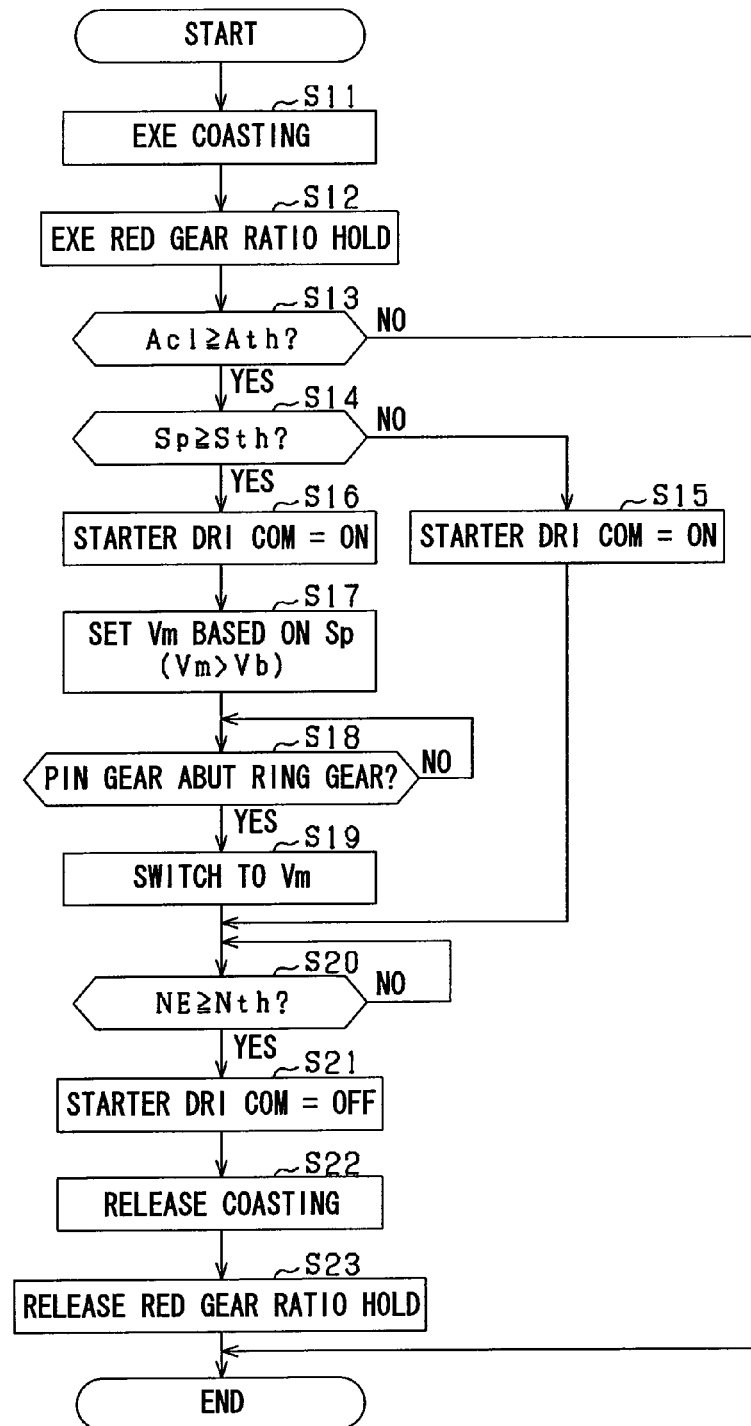 START
S11
EXE COASTING
S12
EXE RED GEAR RATIO HOLD
S13
Acl≧Ath?
NO
YES
S14
Sp≧Sth?
NO
YES
S16
STARTER DRI COM = ON
S15
STARTER DRI COM = ON
S17
SET Vm BASED ON Sp
(Vm>Vb)
S18
PIN GEAR ABUT RING GEAR?
NO
YES
S19
SWITCH TO Vm
S20
NE≧Nth?
NO
YES
S21
STARTER DRI COM = OFF
S22
RELEASE COASTING
S23
RELEASE RED GEAR RATIO HOLD
END